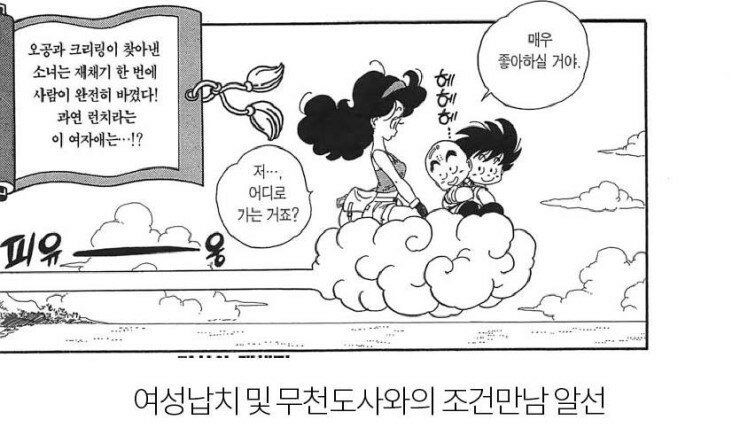 오공과 크리링이 찾아낸
소녀는 재채기 한 번에
사람이 완전히 바꼈다!
과연 런치라는
이 여자애는…!?
매우
좋아하실 거야.
헤헤헤…
저…,
어디로
가는 거죠?
피유 웅
여성납치 및 무천도사와의 조건만남 알선